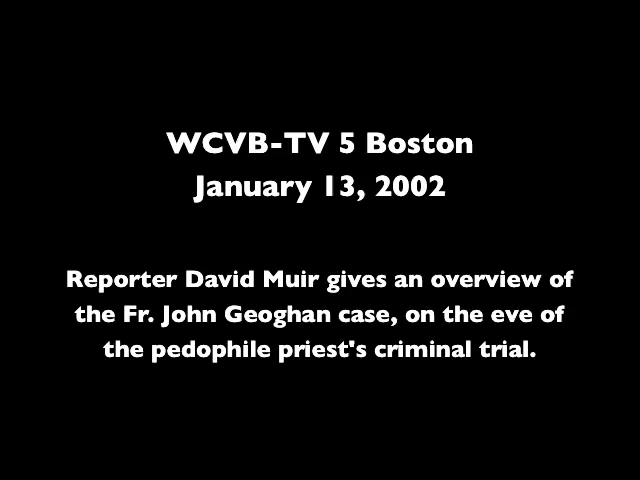 WCVB-TV 5 Boston
January 13, 2002
Reporter David Muir gives an overview of
the Fr. John Geoghan case, on the eve of
the pedophile priest's criminal trial.